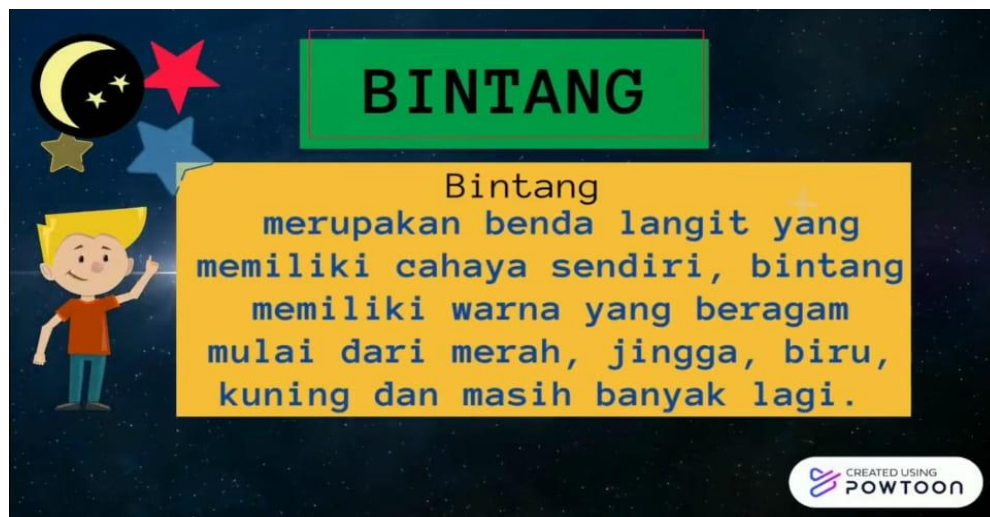 BINTANG
Bintang
merupakan benda langit yang
memiliki cahaya sendiri, bintang
memiliki warna yang beragam
mulai dari merah, jingga, biru,
kuning dan masih banyak lagi.
CREATED USING
POWTOON